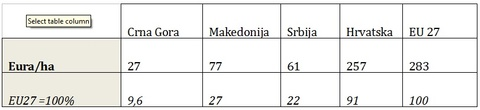 Select table column
Crna Gora Makedonija Srbija Hrvatska EU 27
Eura/ha 27 77 61 257 283
EU27 =100% 9,6 27 22 91 100